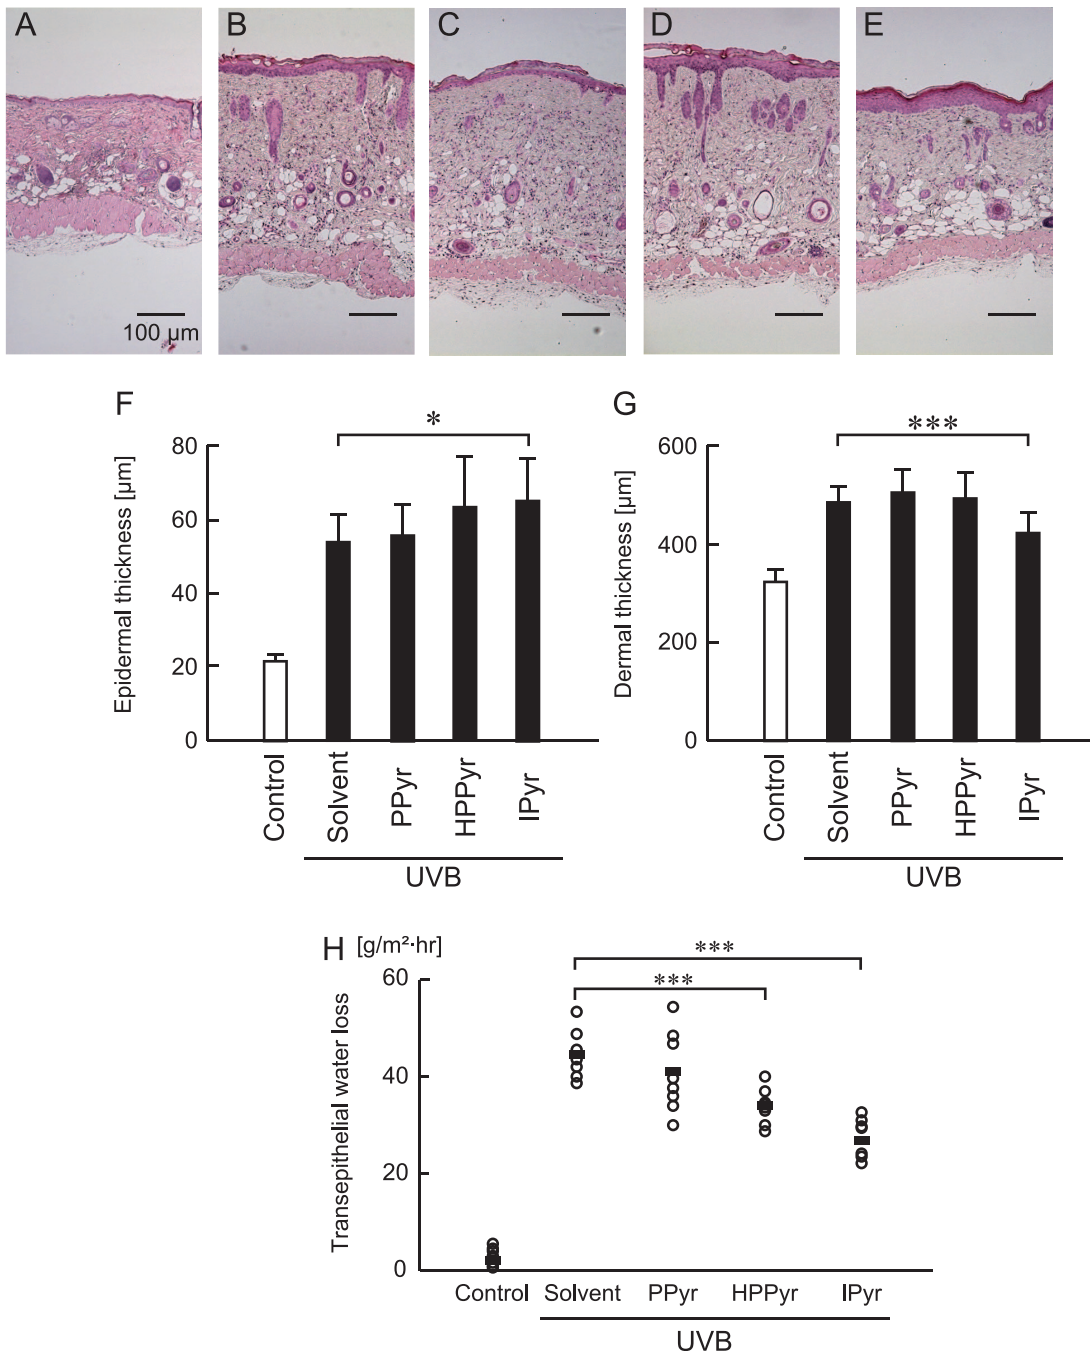 A B C D E
100 μm
F
*
Epidermal thickness [μm]
80
60
40
20
0
Control
Solvent
PPyr
HPPyr
IPyr
UVB
G
***
Dermal thickness [μm]
600
400
200
0
Control
Solvent
PPyr
HPPyr
IPyr
UVB
H [g/m²·hr]
***
***
Transepithelial water loss
60
40
20
0
Control Solvent PPyr HPPyr IPyr
UVB